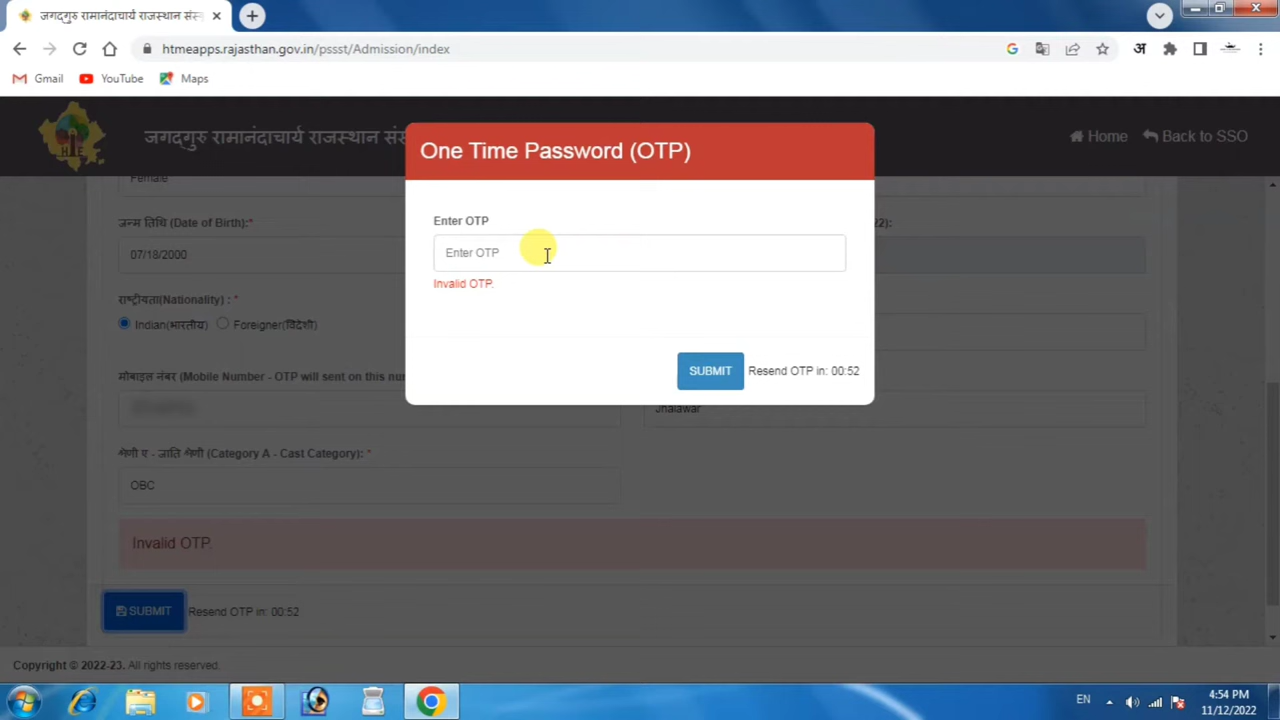 जगद्गुरु रामानंदाचार्य राजस्थान संस्
htmeapps.rajasthan.gov.in/pssst/Admission/index
अ
Gmail YouTube Maps
जगद्गुरु रामानंदाचार्य राजस्थान संस्
Home Back to SSO
One Time Password (OTP)
Female
Enter OTP
जन्म तिथि (Date of Birth):*
22):
Enter OTP
07/18/2000
Invalid OTP.
राष्ट्रीयता(Nationality) : *
Indian(भारतीय) Foreigner(विदेशी)
SUBMIT Resend OTP in: 00:52
मोबाइल नंबर (Mobile Number - OTP will sent on this nu
Jhalawar
श्रेणी ए - जाति श्रेणी (Category A - Cast Category): *
OBC
Invalid OTP.
SUBMIT Resend OTP in: 00:52
Copyright © 2022-23. All rights reserved.
EN
4:54 PM
11/12/2022